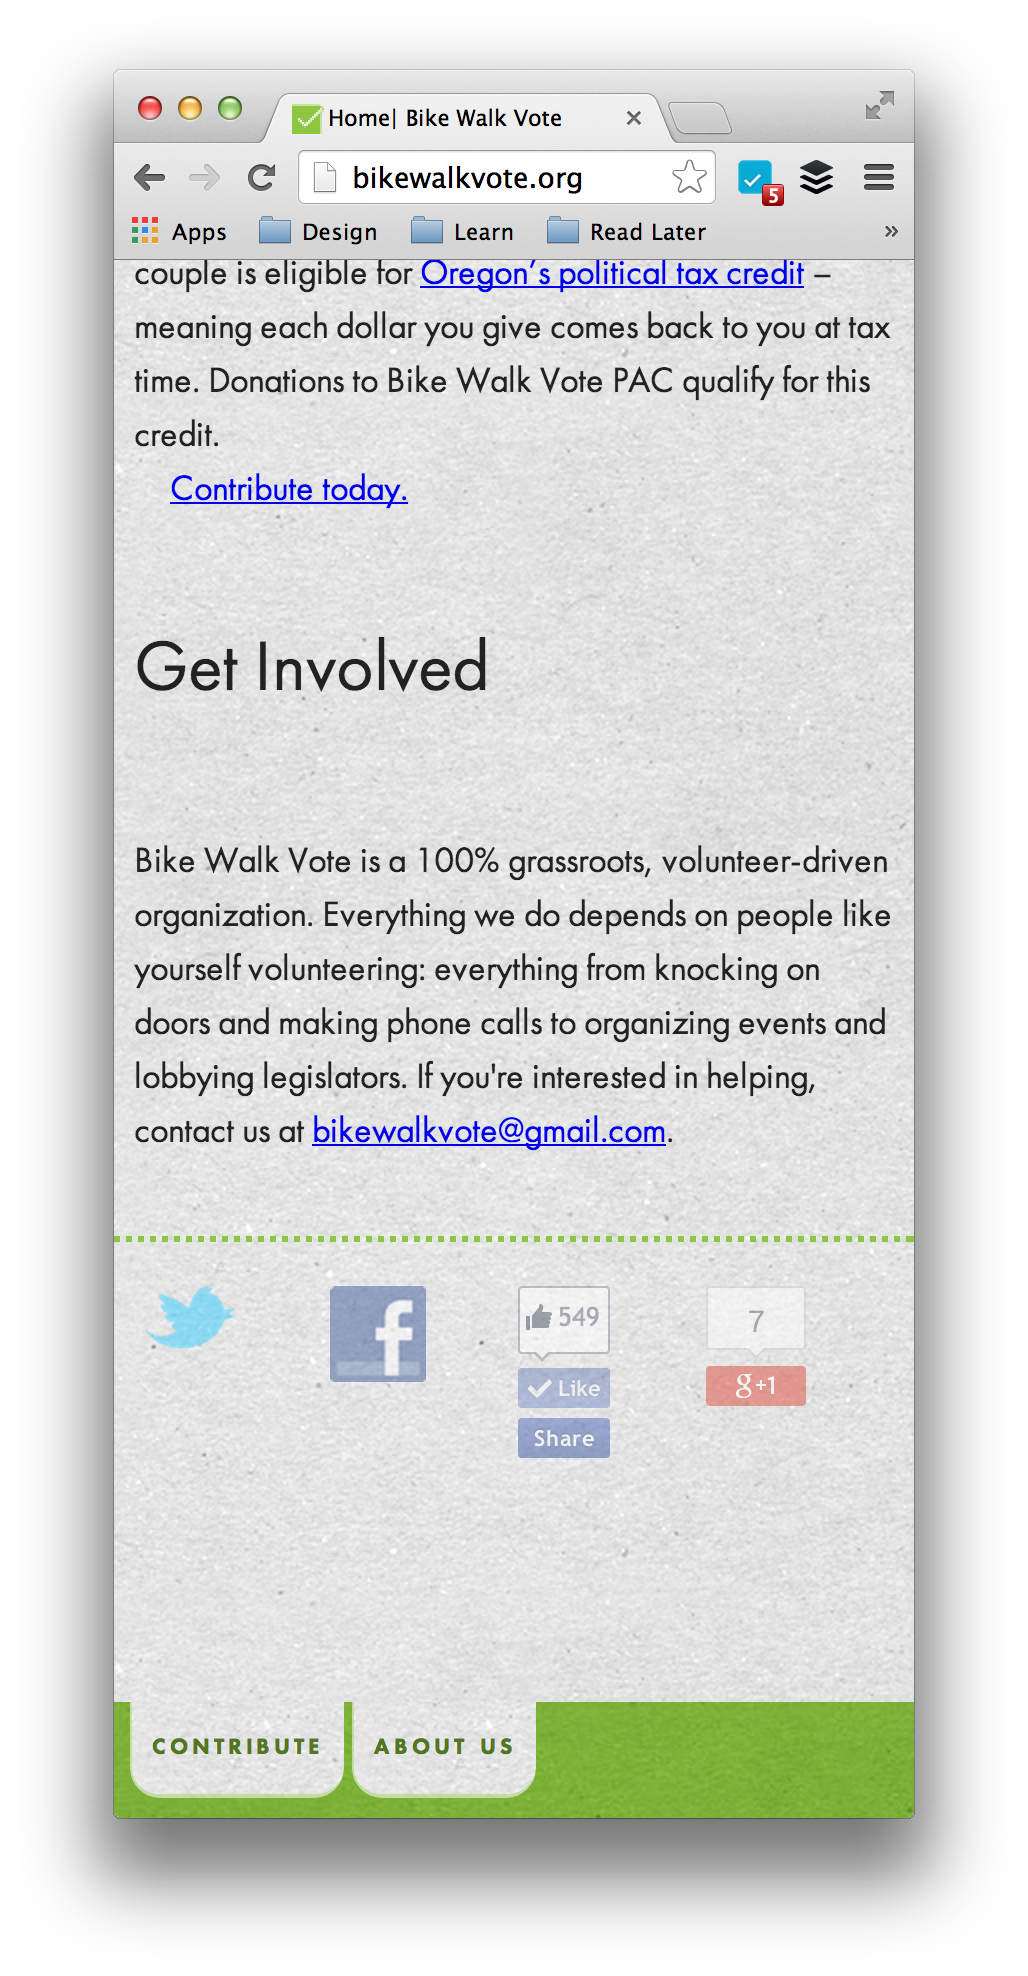 Home| Bike Walk Vote
bikewalkvote.org
5
Apps Design Learn Read Later »
couple is eligible for Oregon’s political tax credit –
meaning each dollar you give comes back to you at tax
time. Donations to Bike Walk Vote PAC qualify for this
credit.
Contribute today.
Get Involved
Bike Walk Vote is a 100% grassroots, volunteer-driven
organization. Everything we do depends on people like
yourself volunteering: everything from knocking on
doors and making phone calls to organizing events and
lobbying legislators. If you're interested in helping,
contact us at bikewalkvote@gmail.com.
f
549
7
Like
g+1
Share
CONTRIBUTE ABOUT US